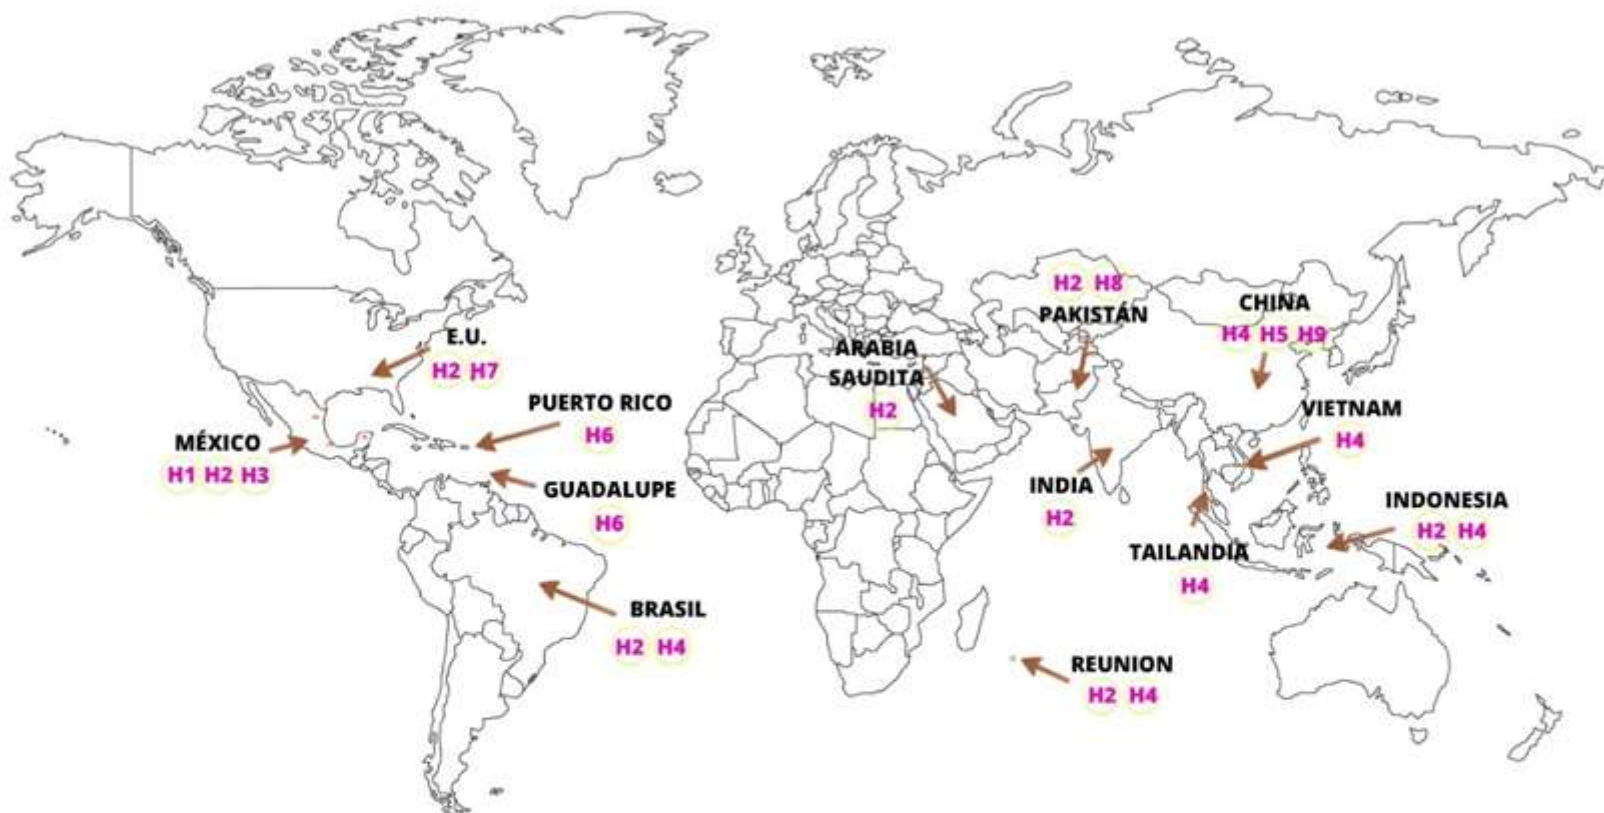 E.U.
H2 H7
PUERTO RICO
H6
MÉXICO
H1 H2 H3
GUADALUPE
H6
BRASIL
H2 H4
ARABIA
SAUDITA
H2
H2 H8
PAKISTÁN
CHINA
H4 H5 H9
VIETNAM
H4
INDIA
H2
TAILANDIA
H4
INDONESIA
H2 H4
REUNION
H2 H4